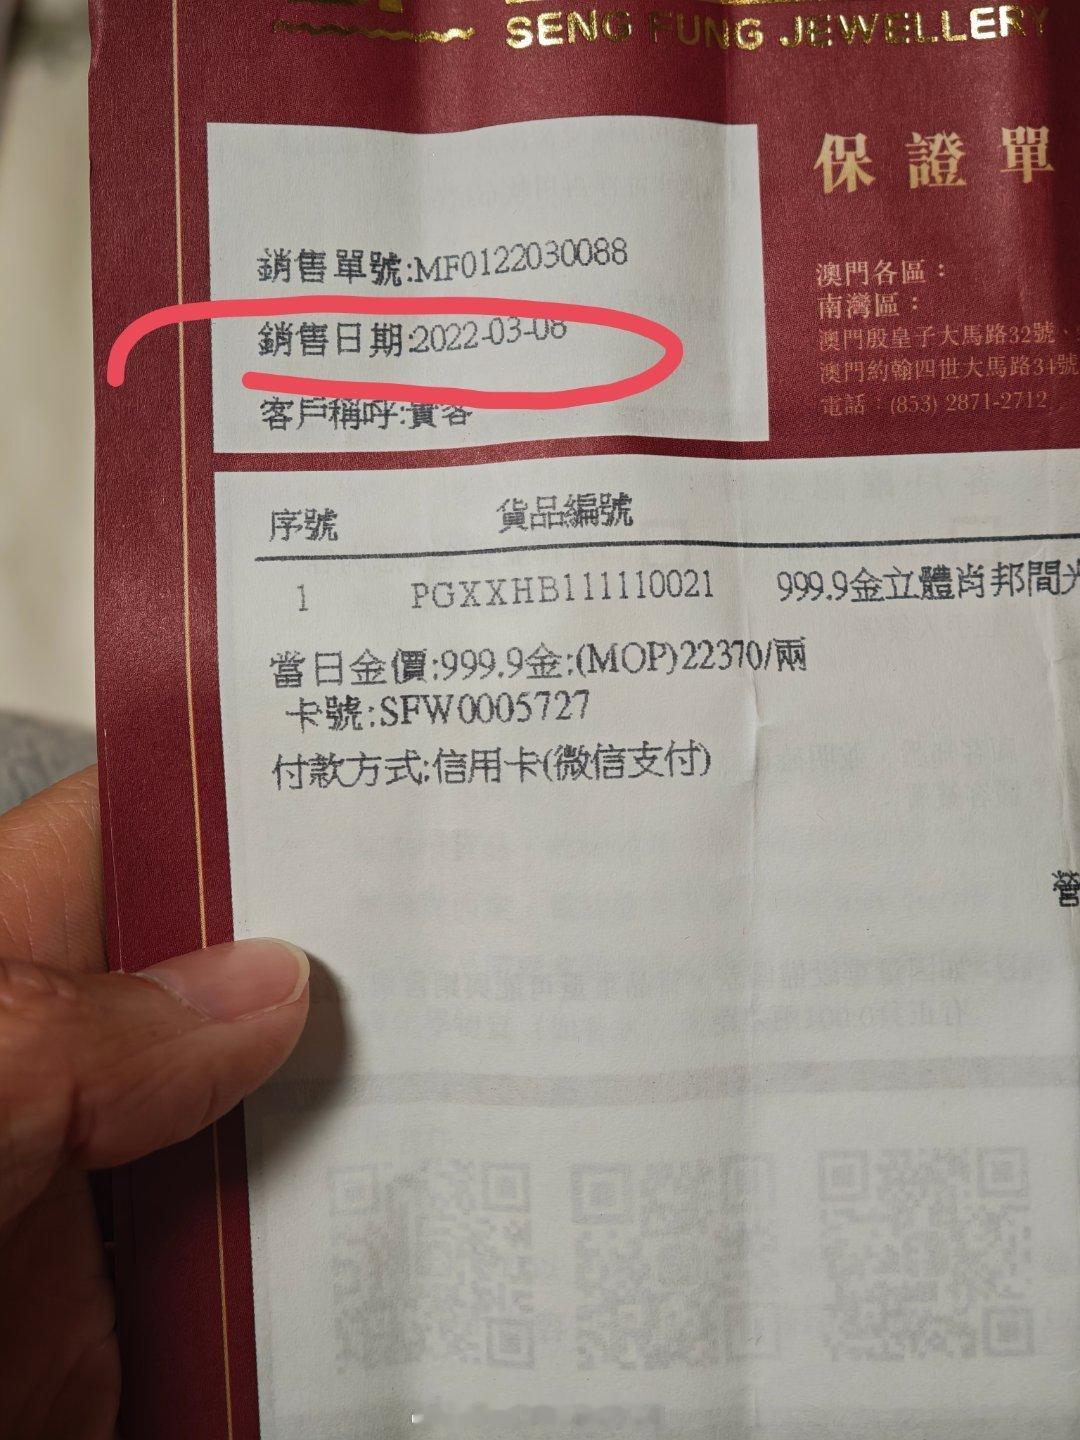 SENG FUNG JEWELLERY
保證單
銷售單號:MF0122030088
銷售日期:2022-03-08
客戶稱呼:貴客
澳門各區：
南灣區：
澳門殷皇子大馬路32號、
澳門約翰四世大馬路34號
電話：(853) 2871-2712
序號 貨品編號
1 PGXXHB111110021 999.9金立體肖邦間光
當日金價:999.9金:(MOP)22370/兩
卡號:SFW0005727
付款方式:信用卡(微信支付)